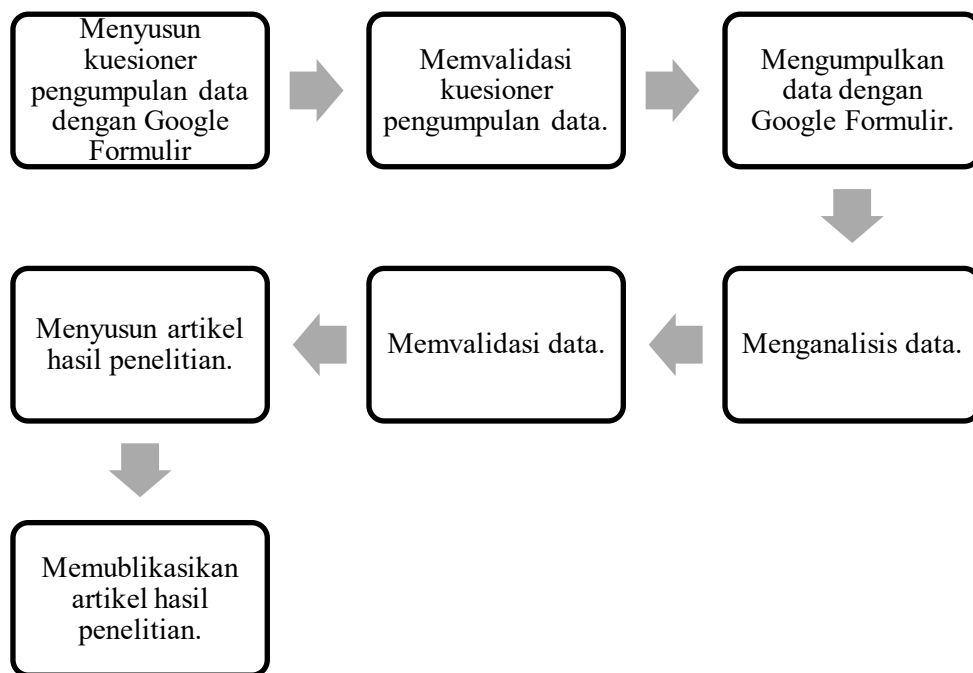 Menyusun
kuesioner
pengumpulan data
dengan Google
Formulir
Memvalidasi
kuesioner
pengumpulan data.
Mengumpulkan
data dengan
Google Formulir.
Menganalisis data.
Memvalidasi data.
Menyusun artikel
hasil penelitian.
Memublikasikan
artikel hasil
penelitian.